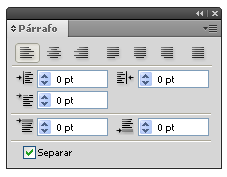 Párrafo
0 pt 0 pt
0 pt
0 pt 0 pt
Separar